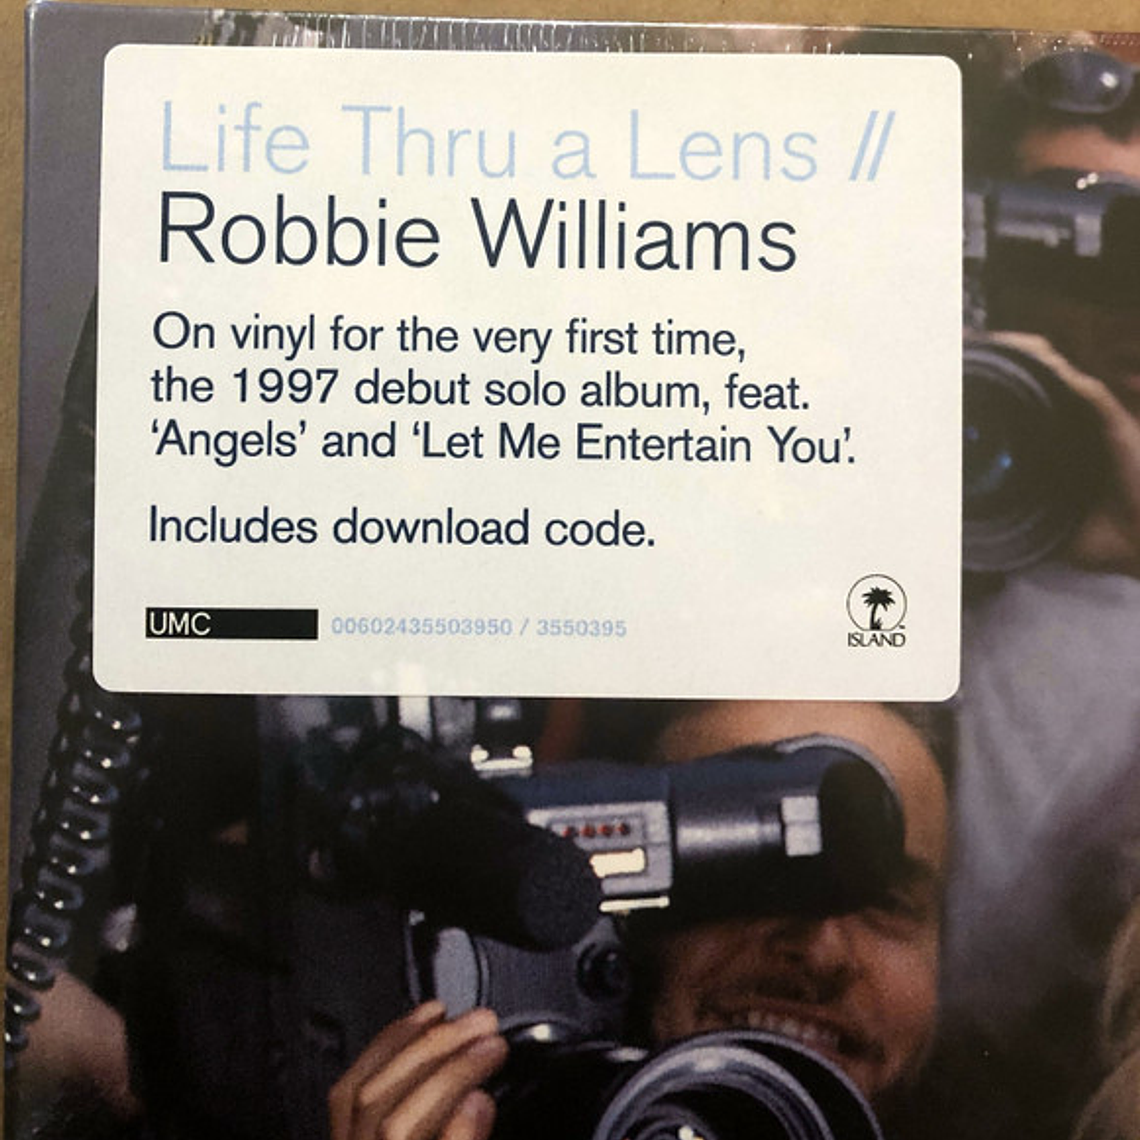 Life Thru a Lens //
Robbie Williams
On vinyl for the very first time,
the 1997 debut solo album, feat.
‘Angels’ and ‘Let Me Entertain You’.
Includes download code.
UMC 00602435503950 / 3550395
ISLAND